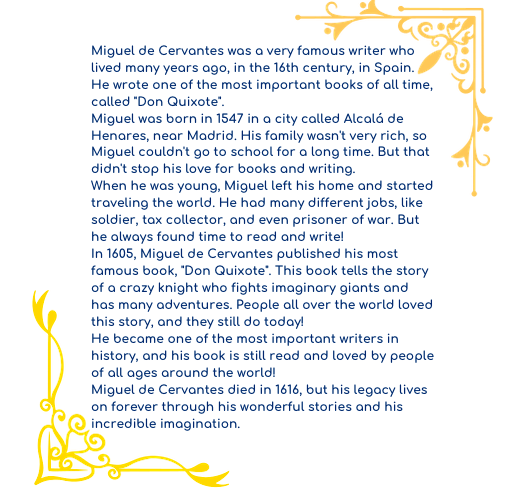 Miguel de Cervantes was a very famous writer who
lived many years ago, in the 16th century, in Spain.
He wrote one of the most important books of all time,
called "Don Quixote".
Miguel was born in 1547 in a city called Alcalá de
Henares, near Madrid. His family wasn't very rich, so
Miguel couldn't go to school for a long time. But that
didn't stop his love for books and writing.
When he was young, Miguel left his home and started
traveling the world. He had many different jobs, like
soldier, tax collector, and even prisoner of war. But
he always found time to read and write!
In 1605, Miguel de Cervantes published his most
famous book, "Don Quixote". This book tells the story
of a crazy knight who fights imaginary giants and
has many adventures. People all over the world loved
this story, and they still do today!
He became one of the most important writers in
history, and his book is still read and loved by people
of all ages around the world!
Miguel de Cervantes died in 1616, but his legacy lives
on forever through his wonderful stories and his
incredible imagination.